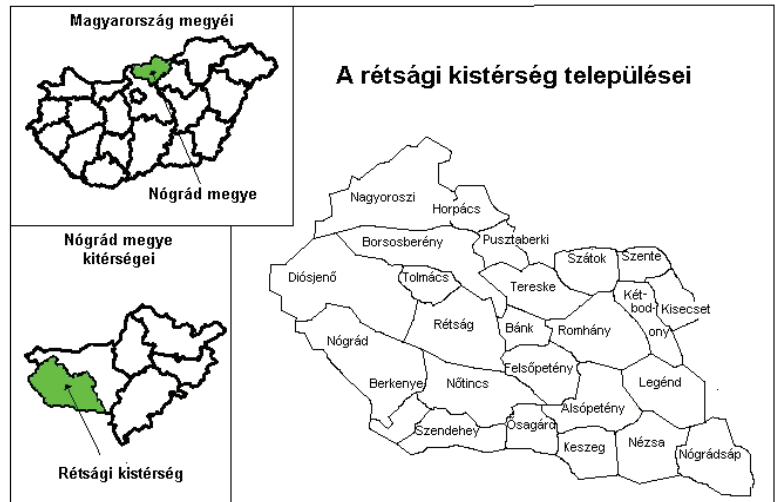 Magyarország megyéi
Nógrád megye
Nógrád megye
kitérségei
Rétsági kistérség
A rétsági kistérség települései
Nagyoroszi
Horpács
Borsosberény
Pusztaberki
Szátok
Szente
Diósjenő
Tolmács
Tereske
Két-
bod-
ony
Kisecset
Rétság
Bánk
Romhány
Nógrád
Felsőpetény
Berkenye
Nőtincs
Legénd
Alsópetény
Szendehely
Ősagárd
Keszeg
Nézsa
Nógrádsáp